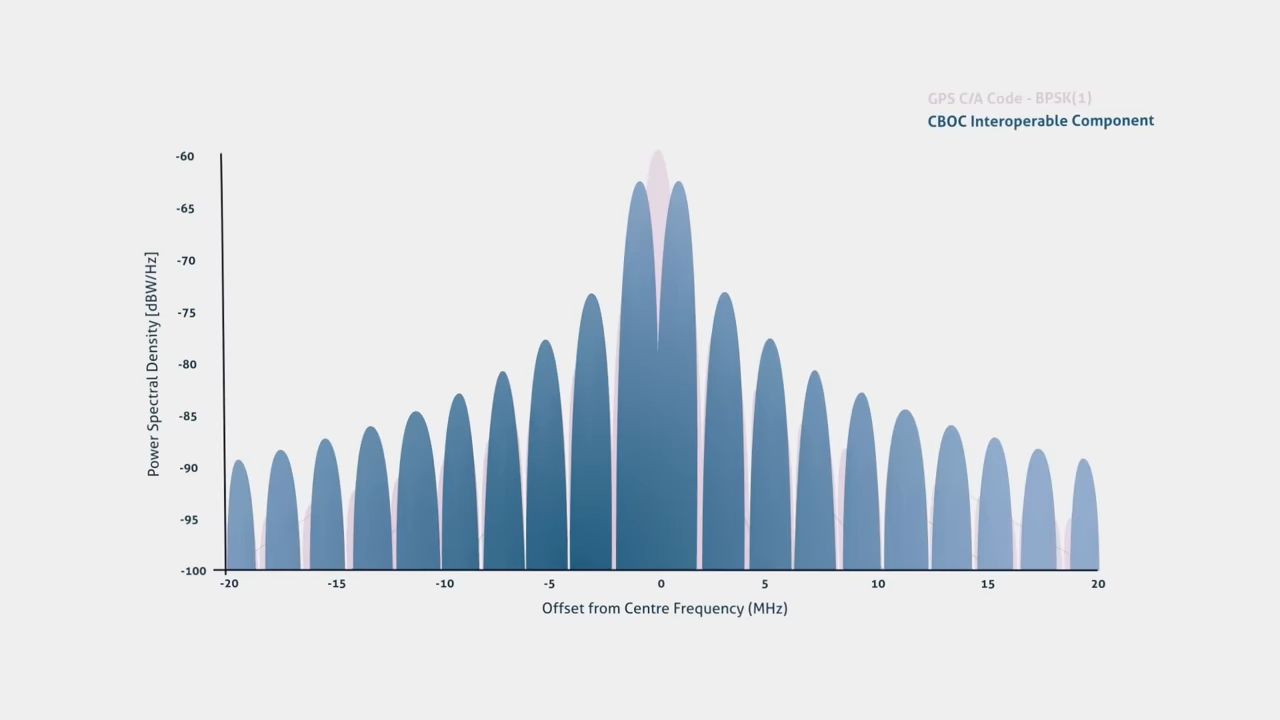 GPS C/A Code - BPSK(1)
CBOC Interoperable Component
-60
-65
-70
-75
-80
-85
-90
-95
-100
Power Spectral Density [dBW/Hz]
-20 -15 -10 -5 0 5 10 15 20
Offset from Centre Frequency (MHz)